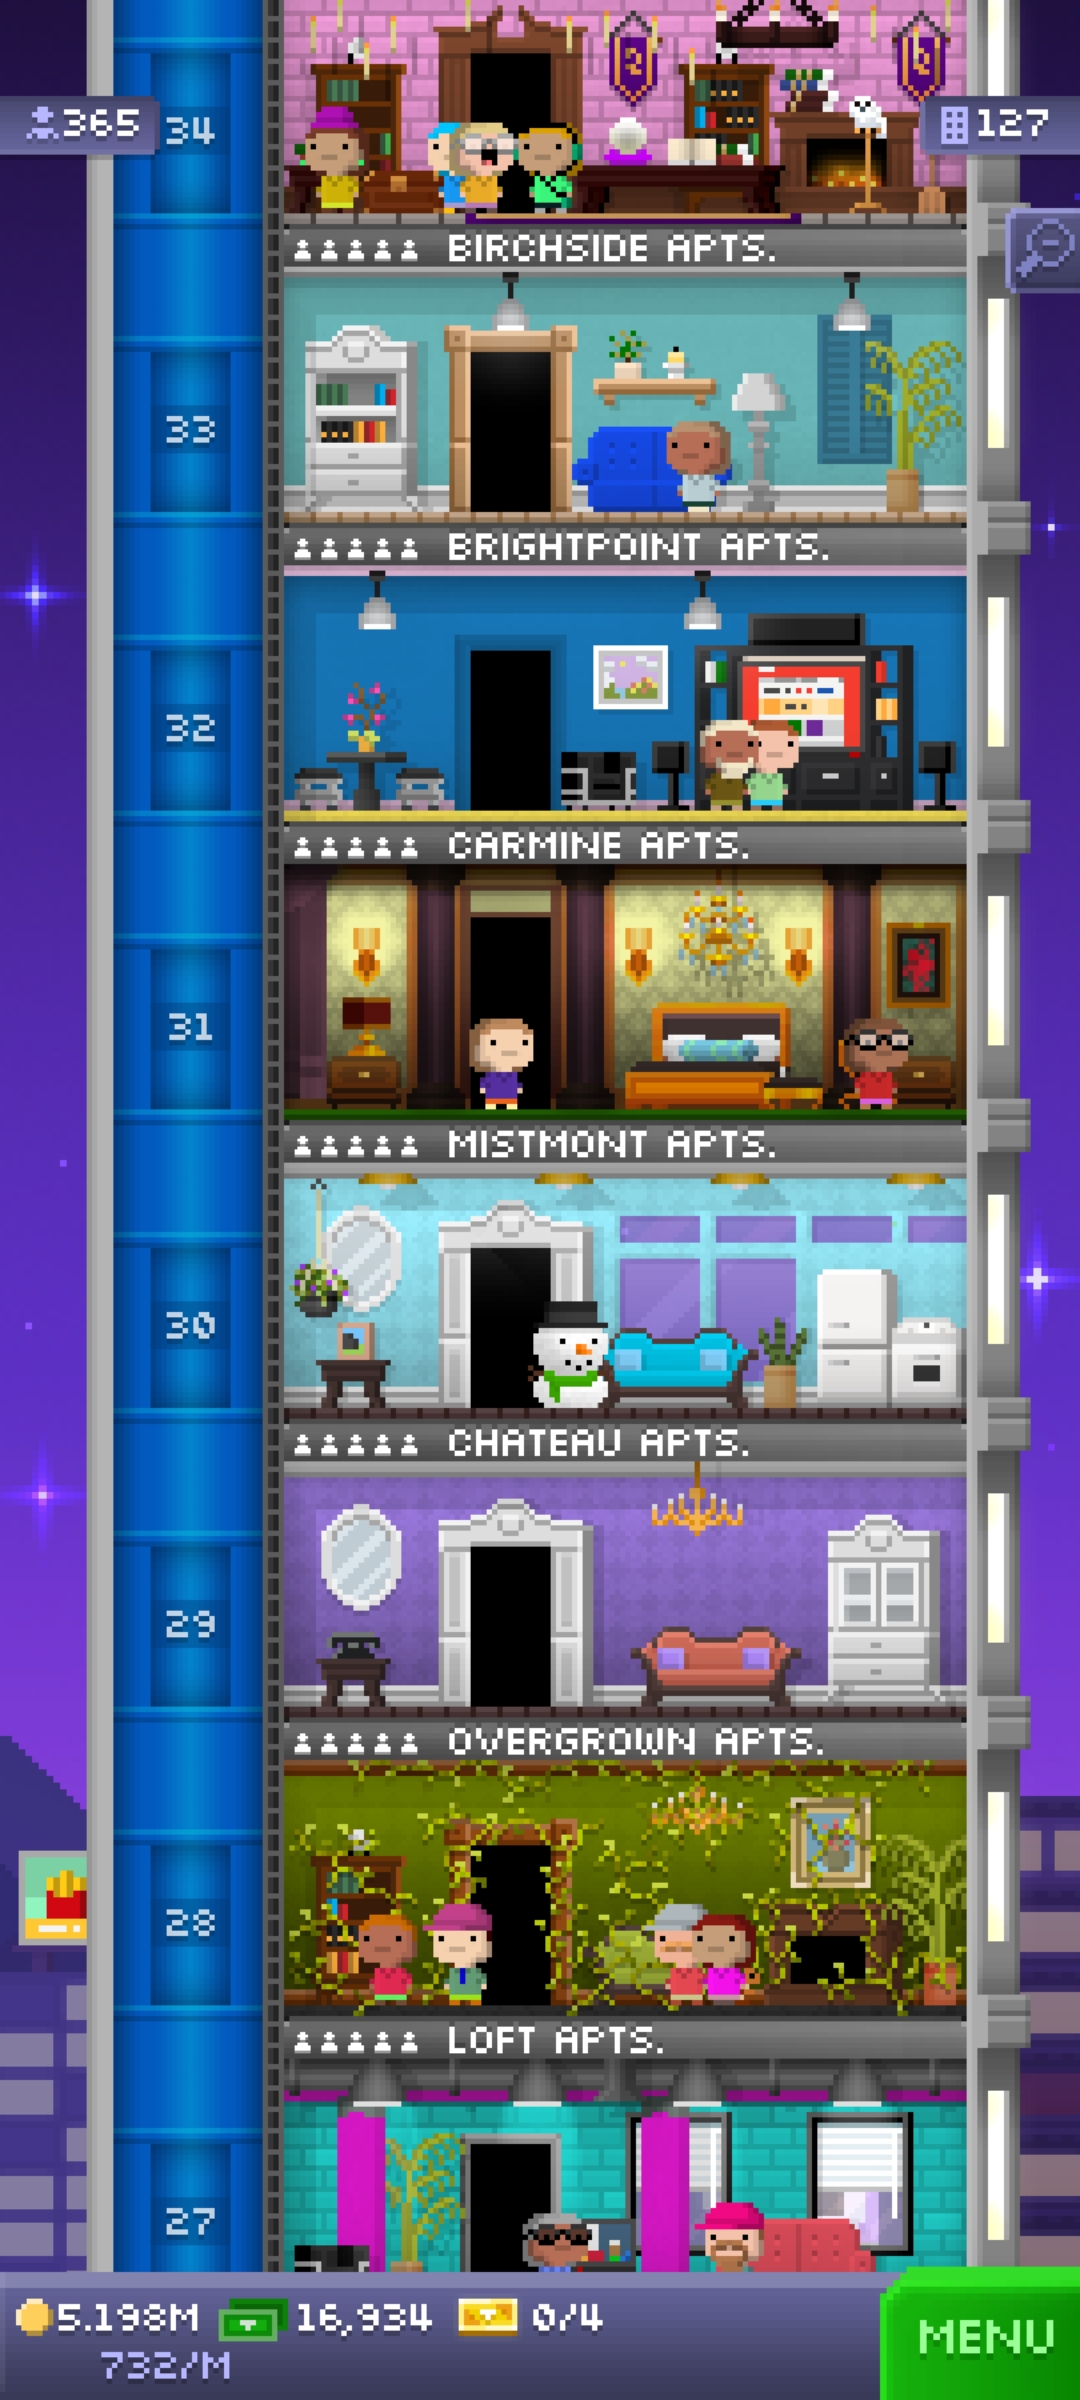 365
34
127
BIRCHSIDE APTS.
33
BRIGHTPOINT APTS.
32
CARMINE APTS.
31
MISTMONT APTS.
30
CHATEAU APTS.
29
OVERGROWN APTS.
28
LOFT APTS.
27
5.198M 16,934 0/4
732/M
MENU